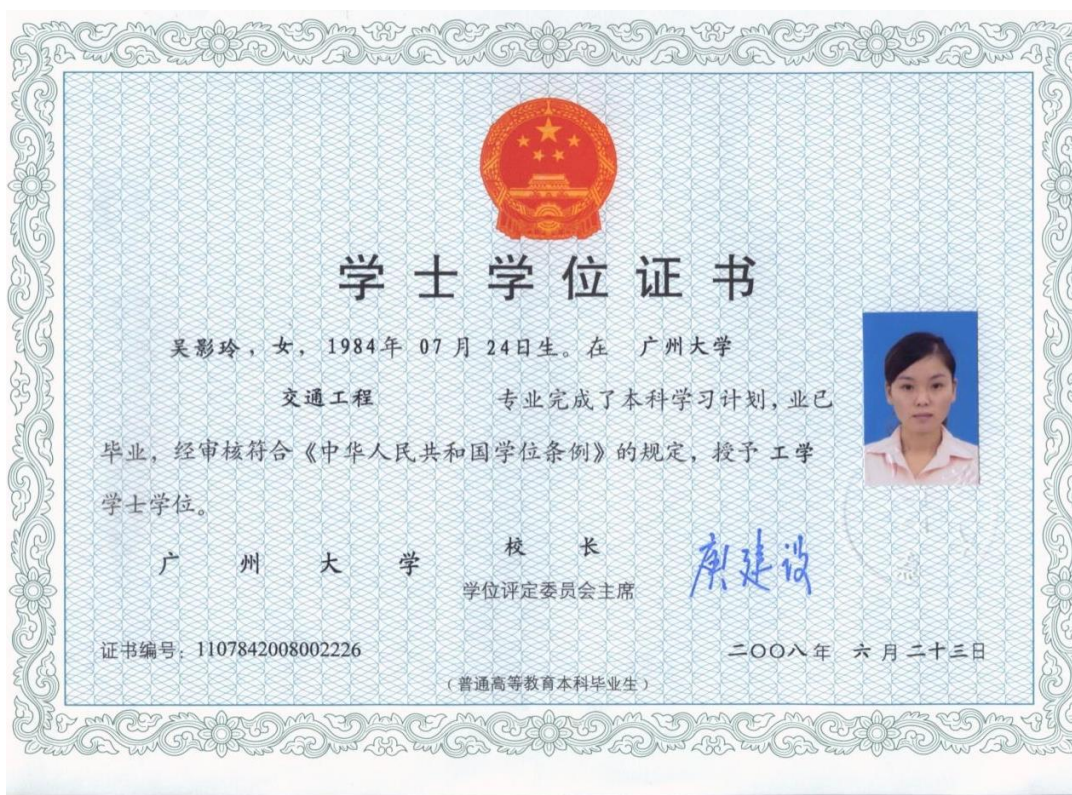 学士学位证书
吴影玲，女，1984年 07月 24日生。在 广州大学
交通工程 专业完成了本科学习计划，业已
毕业，经审核符合《中华人民共和国学位条例》的规定，授予 工学
学士学位。
广州大学 校长 庾建设
学位评定委员会主席
证书编号：1107842008002226 二〇〇八年 六月二十三日
（普通高等教育本科毕业生）